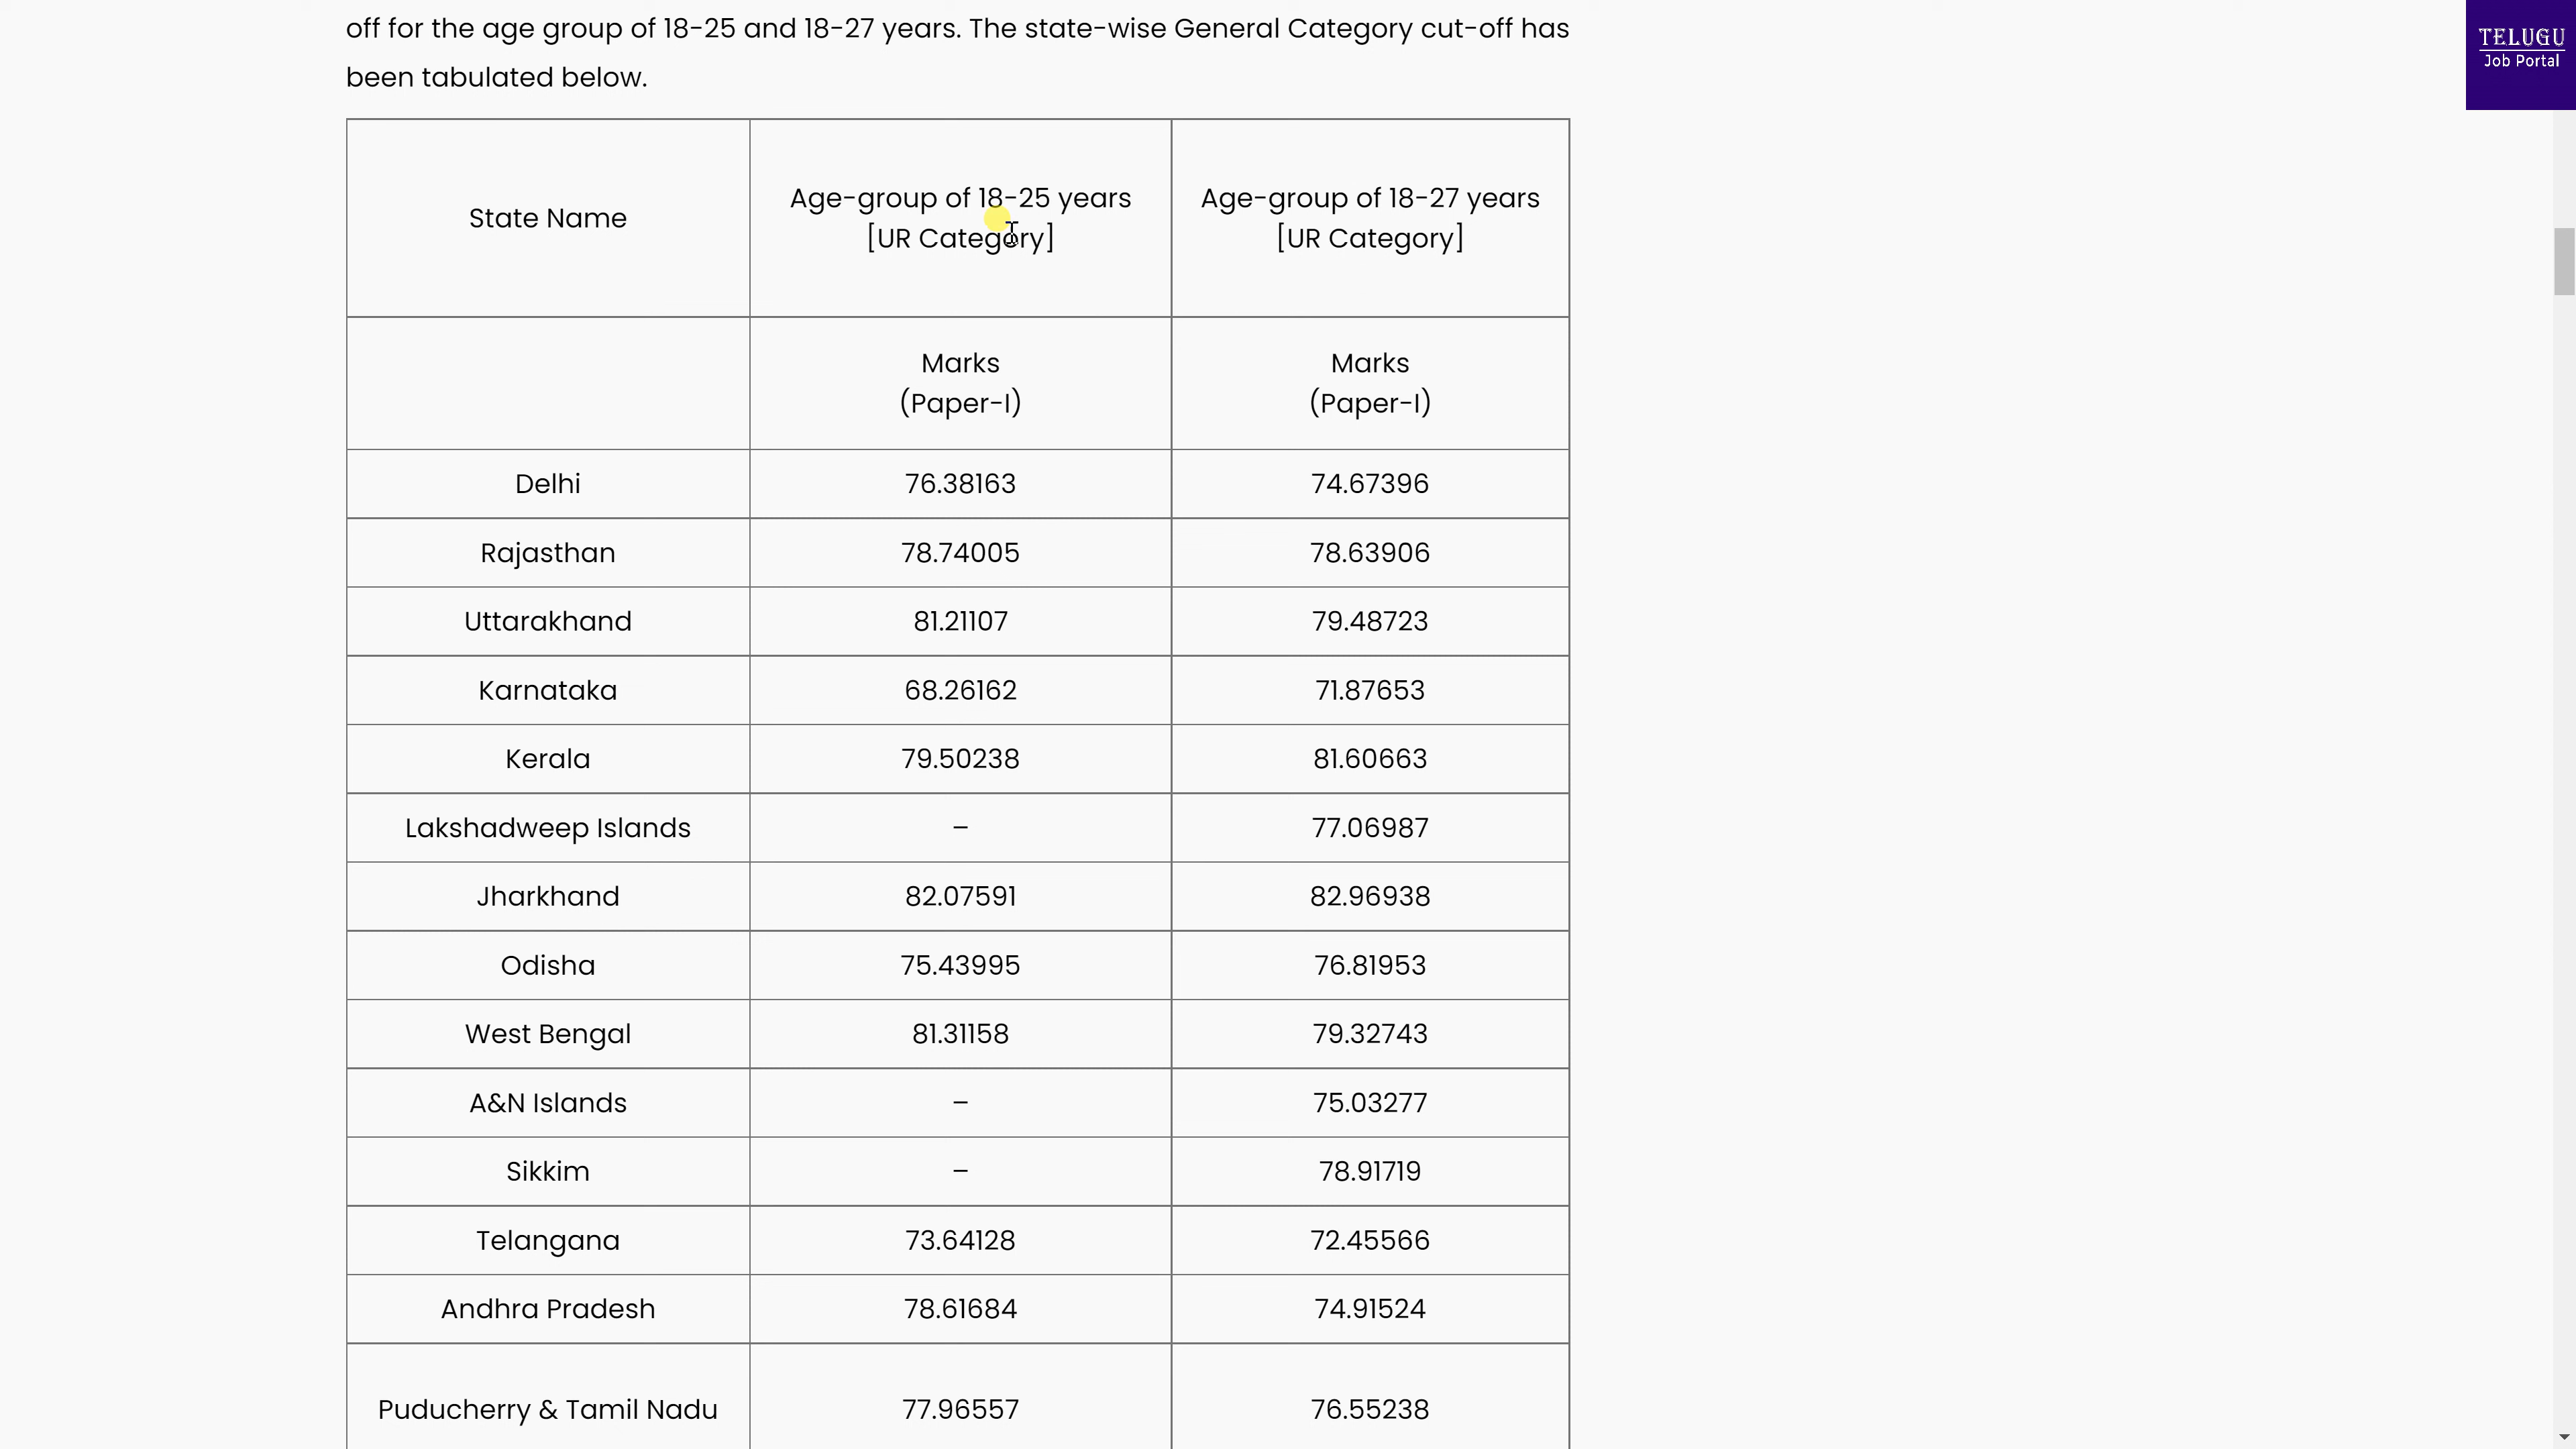 off for the age group of 18-25 and 18-27 years. The state-wise General Category cut-off has
been tabulated below.
TELUGU
Job Portal
State Name
Age-group of 18-25 years
[UR Category]
Age-group of 18-27 years
[UR Category]
Marks
(Paper-I)
Marks
(Paper-I)
Delhi 76.38163 74.67396
Rajasthan 78.74005 78.63906
Uttarakhand 81.21107 79.48723
Karnataka 68.26162 71.87653
Kerala 79.50238 81.60663
Lakshadweep Islands – 77.06987
Jharkhand 82.07591 82.96938
Odisha 75.43995 76.81953
West Bengal 81.31158 79.32743
A&N Islands – 75.03277
Sikkim – 78.91719
Telangana 73.64128 72.45566
Andhra Pradesh 78.61684 74.91524
Puducherry & Tamil Nadu 77.96557 76.55238